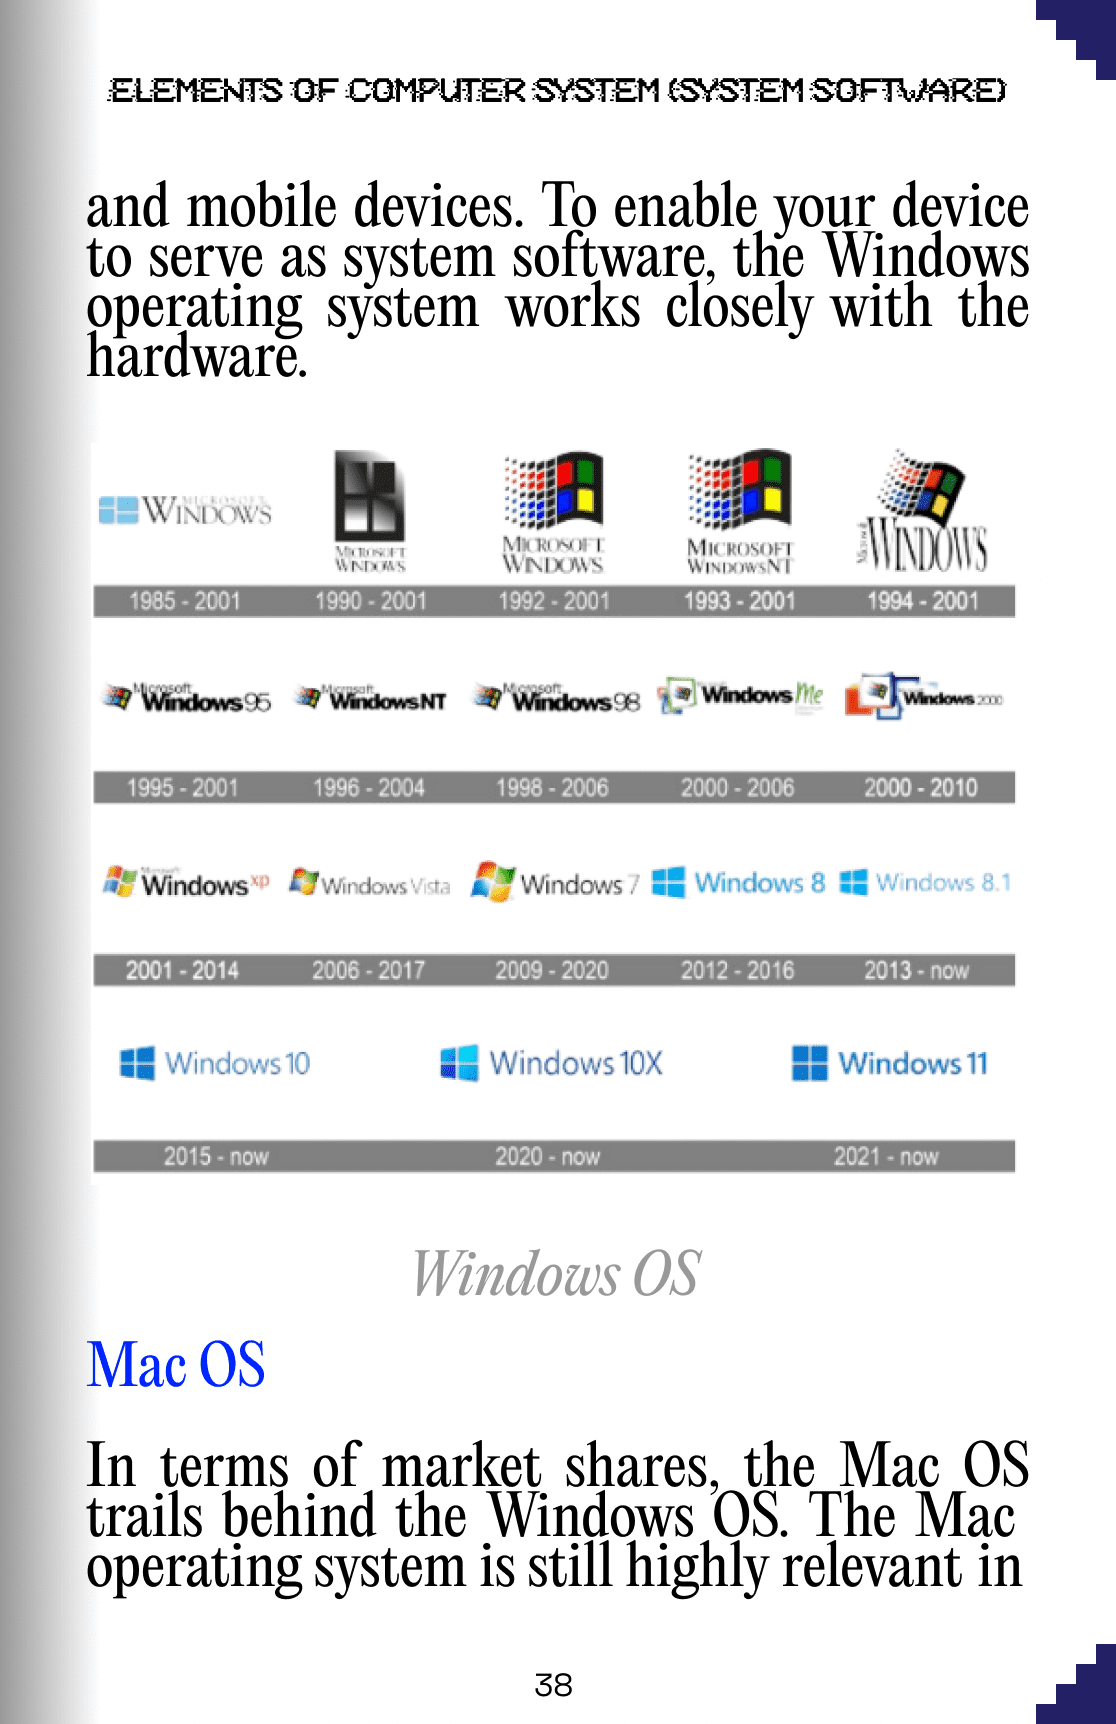 ELEMENTS OF COMPUTER SYSTEM (SYSTEM SOFTWARE)
and mobile devices. To enable your device
to serve as system software, the Windows
operating system works closely with the
hardware.
MICROSOFT
WINDOWS
MICROSOFT
WINDOWS
MICROSOFT
WINDOWS
MICROSOFT
WINDOWS NT
Microsoft
WINDOWS
1985 - 2001 1990 - 2001 1992 - 2001 1993 - 2001 1994 - 2001
Microsoft
Windows 95
Microsoft
Windows NT
Microsoft
Windows 98
Windows Me
Windows 2000
1995 - 2001 1996 - 2004 1998 - 2006 2000 - 2006 2000 - 2010
Microsoft
Windows xp
Windows Vista
Windows 7
Windows 8
Windows 8.1
2001 - 2014 2006 - 2017 2009 - 2020 2012 - 2016 2013 - now
Windows 10
Windows 10X
Windows 11
2015 - now 2020 - now 2021 - now
Windows OS
Mac OS
In terms of market shares, the Mac OS
trails behind the Windows OS. The Mac
operating system is still highly relevant in
38